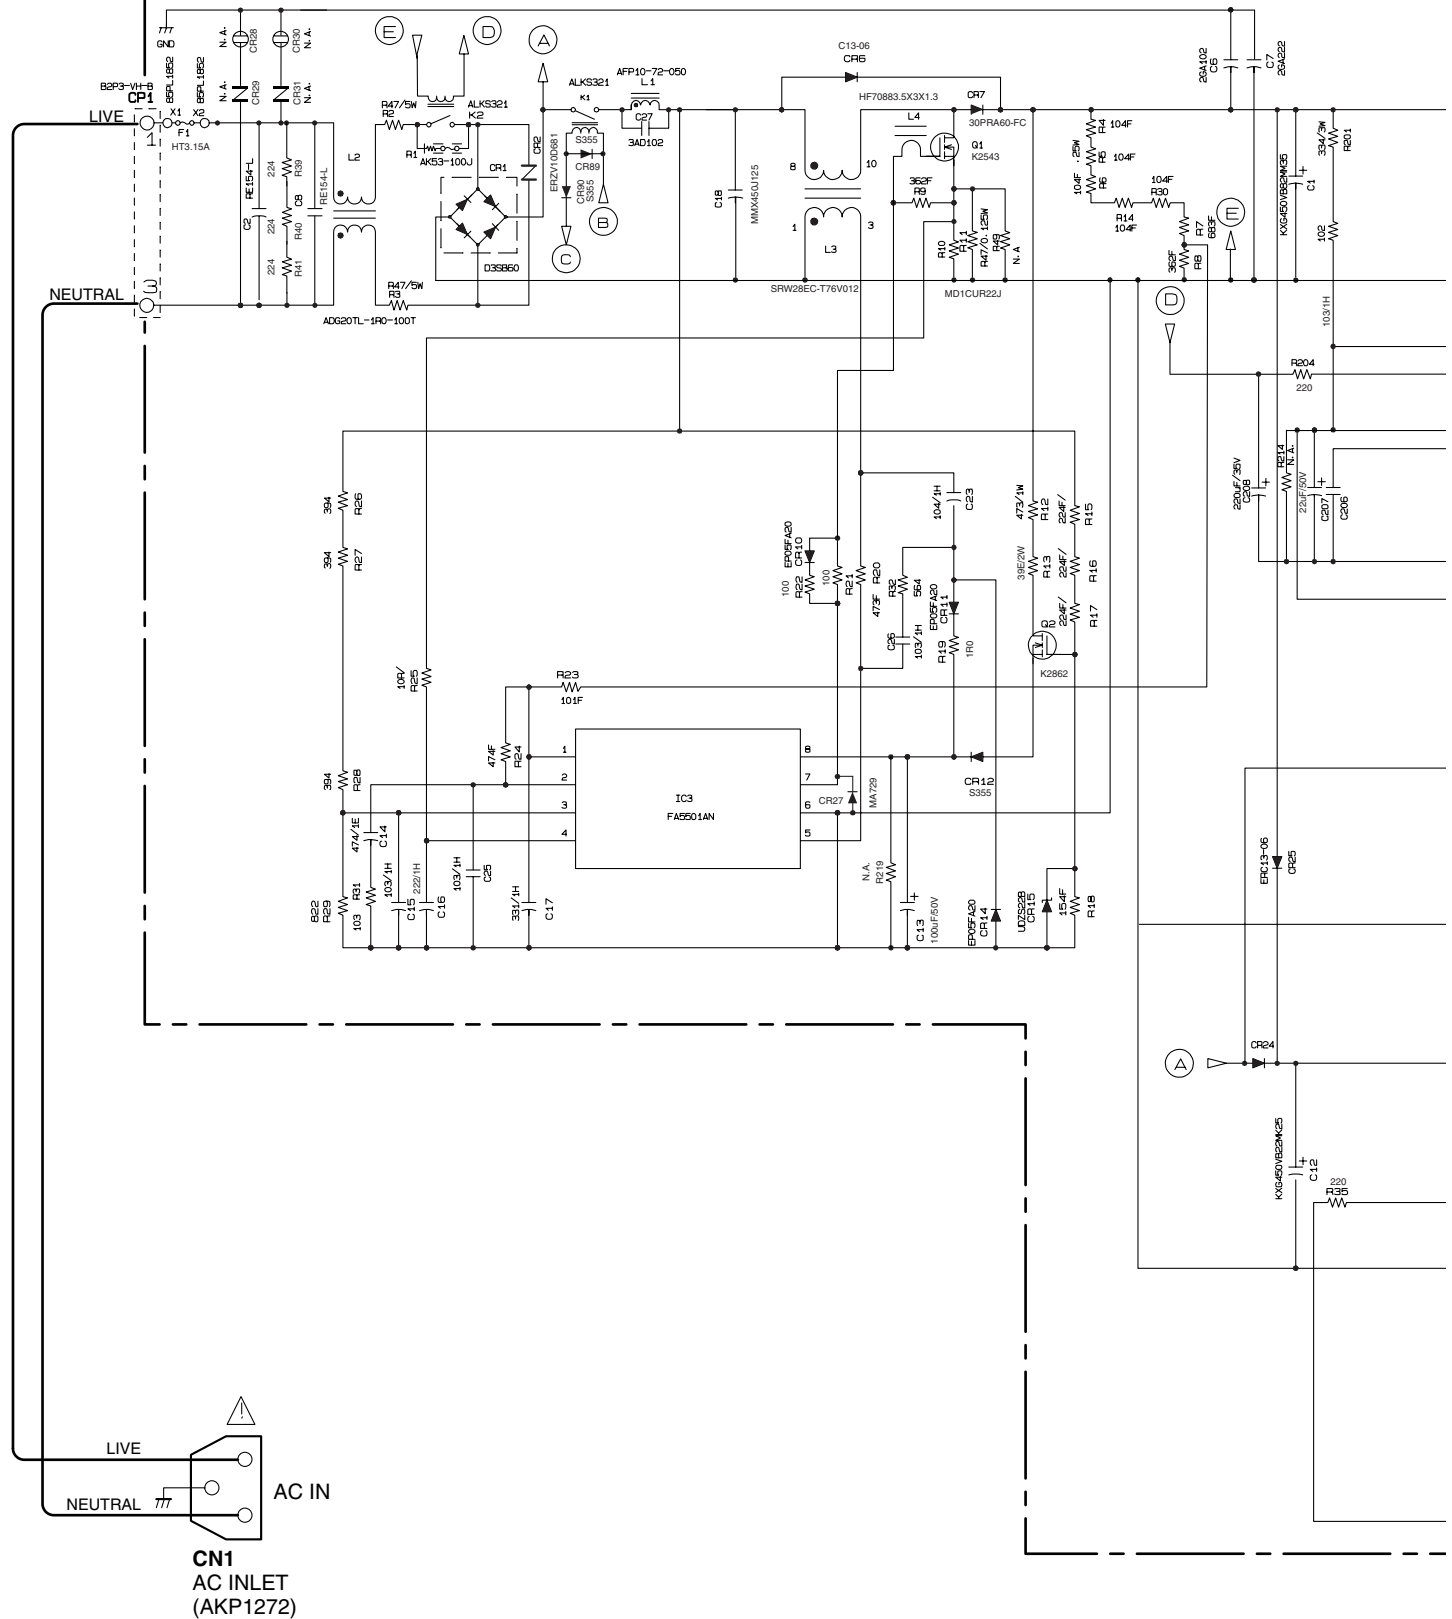 GND
N.A.
CR28
CR30
N.A.
E
D
A
C13-06
CR6
2GA102
C6
C7
2GA222
B2P3-VH-B
CP1
85PL1852
85PL1852
N.A.
CR29
CR31
N.A.
ALKS321
K2
ALKS321
K1
AFP10-72-050
L1
C27
3AD102
HF70883.5X3X1.3
CR7
30PRA60-FC
L4
LIVE
1
X1
X2
F1
HT3.15A
R47/5W
R2
R1
AK53-100J
CR1
CR2
ERZV10D681
S355
CR89
CR90
S355
B
C
Q1
K2543
R4
104F
.25W
R5
104F
104F
R6
104F
R30
R14
104F
R7
683F
362F
R8
E
KXG450VB82MK35
C1
334/3W
R201
102
RE154-L
C2
224
R39
224
R40
224
R41
C8
RE154-L
L2
C18
MMX450J125
8
10
1
3
L3
362F
R9
R10
R11
R47/0.125W
R49
N.A
D3SB60
NEUTRAL
3
R47/5W
R3
ADG20TL-1R0-100T
SRW28EC-T76V012
MD1CUR22J
D
103/1H
R204
220
394
R26
394
R27
104/1H
C23
473/1W
R12
224F/
R15
220uF/35V
C208
R214
N.A.
22uF/50V
C207
C206
EP05FA20
CR10
100
R22
100
R21
R20
473F
R32
564
EP05FA20
CR11
39E/2W
R13
224F/
R16
224F/
R17
C26
103/1H
R19
1R0
Q2
K2862
10R/
R25
R23
101F
474F
R24
394
R28
1
2
3
4
IC3
FA5501AN
8
7
6
5
CR27
MA729
CR12
S355
474/1E
C14
822
R29
103
R31
103/1H
C15
222/1H
C16
103/1H
C25
331/1H
C17
N.A.
R219
C13
100uF/50V
EP05FA20
CR14
UDZS22B
CR15
154F
R18
ERC13-06
CR25
A
CR24
KXG450VB22MK25
C12
220
R35
LIVE
NEUTRAL
AC IN
CN1
AC INLET
(AKP1272)